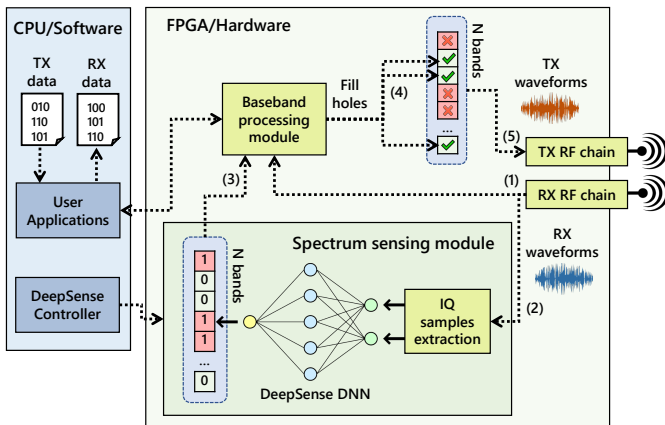 CPU/Software
TX
data
RX
data
010
110
101
100
101
110
User
Applications
DeepSense
Controller
FPGA/Hardware
Baseband
processing
module
Fill
holes
(4)
N bands
...
TX
waveforms
(5)
TX RF chain
(1)
RX RF chain
(3)
RX
waveforms
(2)
Spectrum sensing module
N bands
1
0
0
1
1
...
0
DeepSense DNN
IQ
samples
extraction